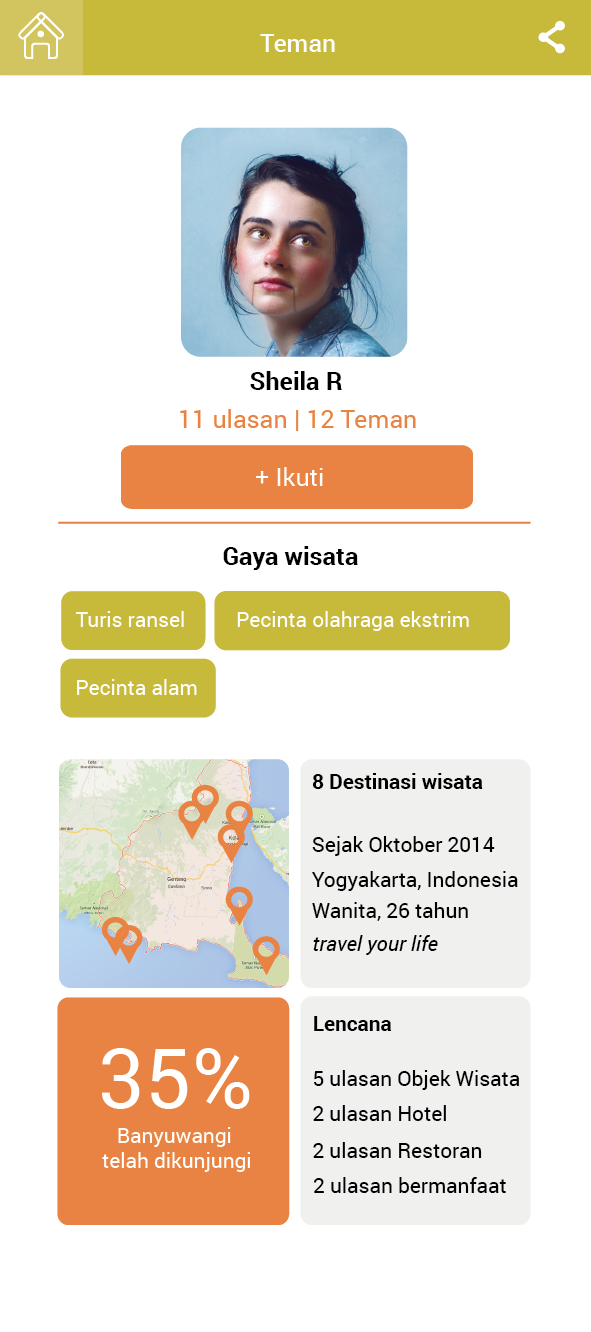 Teman
Sheila R
11 ulasan | 12 Teman
+ Ikuti
Gaya wisata
Turis ransel
Pecinta olahraga ekstrim
Pecinta alam
Genteng
8 Destinasi wisata
Sejak Oktober 2014
Yogyakarta, Indonesia
Wanita, 26 tahun
travel your life
35%
Banyuwangi
telah dikunjungi
Lencana
5 ulasan Objek Wisata
2 ulasan Hotel
2 ulasan Restoran
2 ulasan bermanfaat